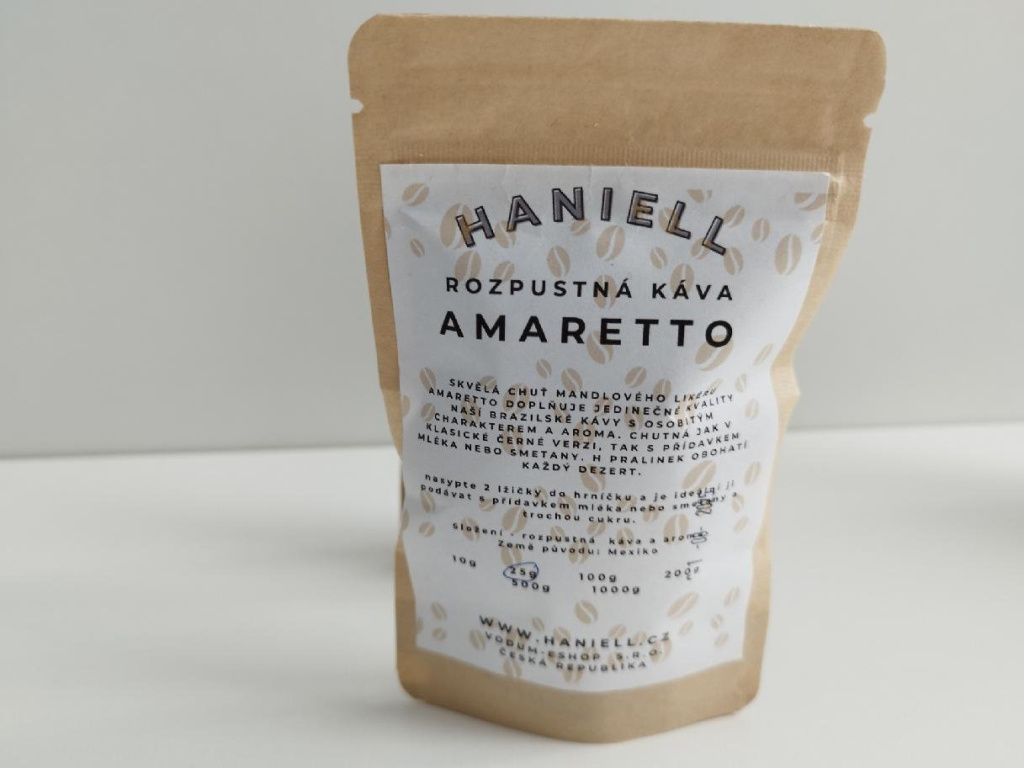 HANIELL
ROZPUSTNÁ KÁVA
AMARETTO
SKVĚLÁ CHUŤ MANDLOVÉHO LIKÉRU
AMARETTO DOPLŇUJE JEDINEČNÉ KVALITY
NAŠÍ BRAZILSKÉ KÁVY S OSOBITÝM
CHARAKTEREM A AROMA. CHUTNÁ JAK V
KLASICKÉ ČERNÉ VERZI, TAK S PŘÍDAVKEM
MLÉKA NEBO SMETANY. H PRALINEK OBOHATÍ
KAŽDÝ DEZERT.
nasypte 2 lžičky do hrníčku a je ideální ji
podávat s přídavkem mléka nebo smetany a
trochou cukru.
Složení - rozpustná káva a aroma
Země původu: Mexiko
10g 25g 100g 200g
500g 1000g
WWW.HANIELL.CZ
VODUM-ESHOP S.R.O.
ČESKÁ REPUBLIKA